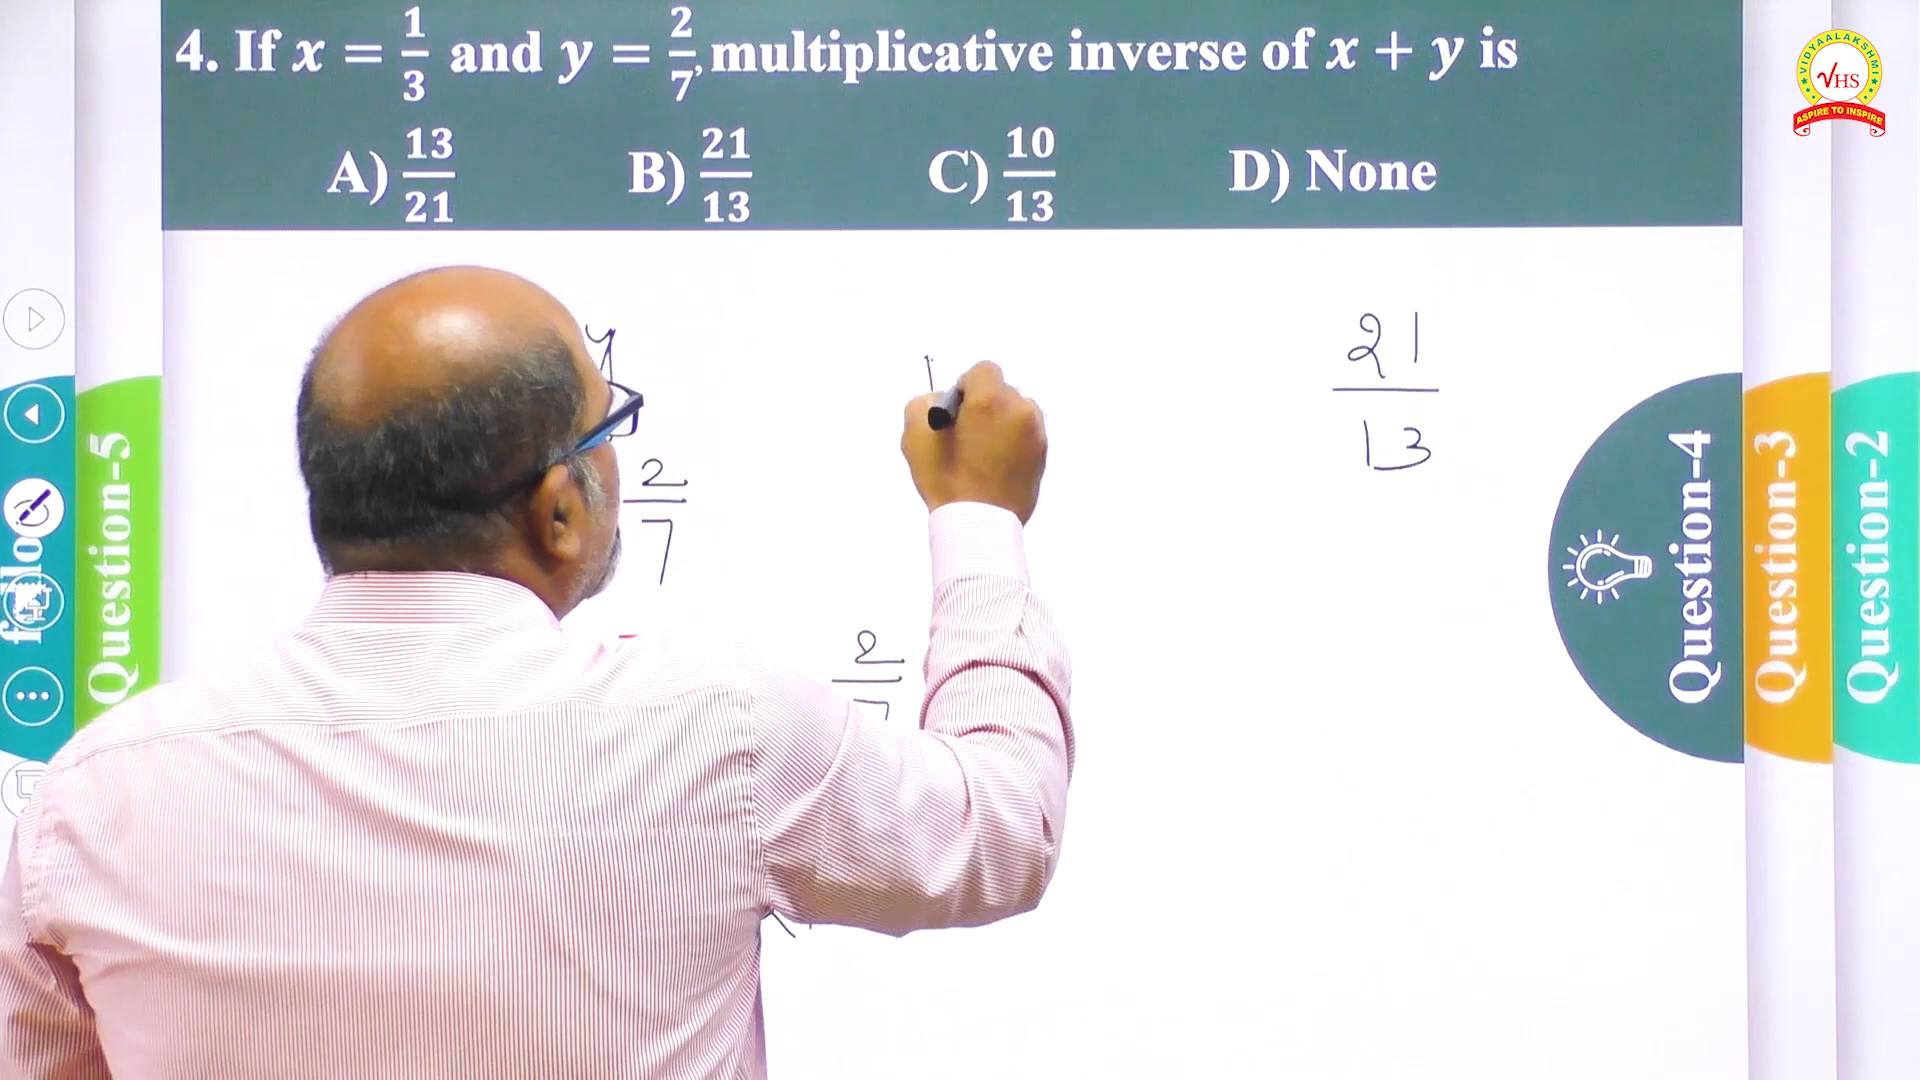 4. If x = 1/3 and y = 2/7, multiplicative inverse of x + y is
A) 13/21 B) 21/13 C) 10/13 D) None
VIDYAALAKSHMI
VHS
ASPIRE TO INSPIRE
y
21
13
2
7
2
7
Question-5
Question-4
Question-3
Question-2